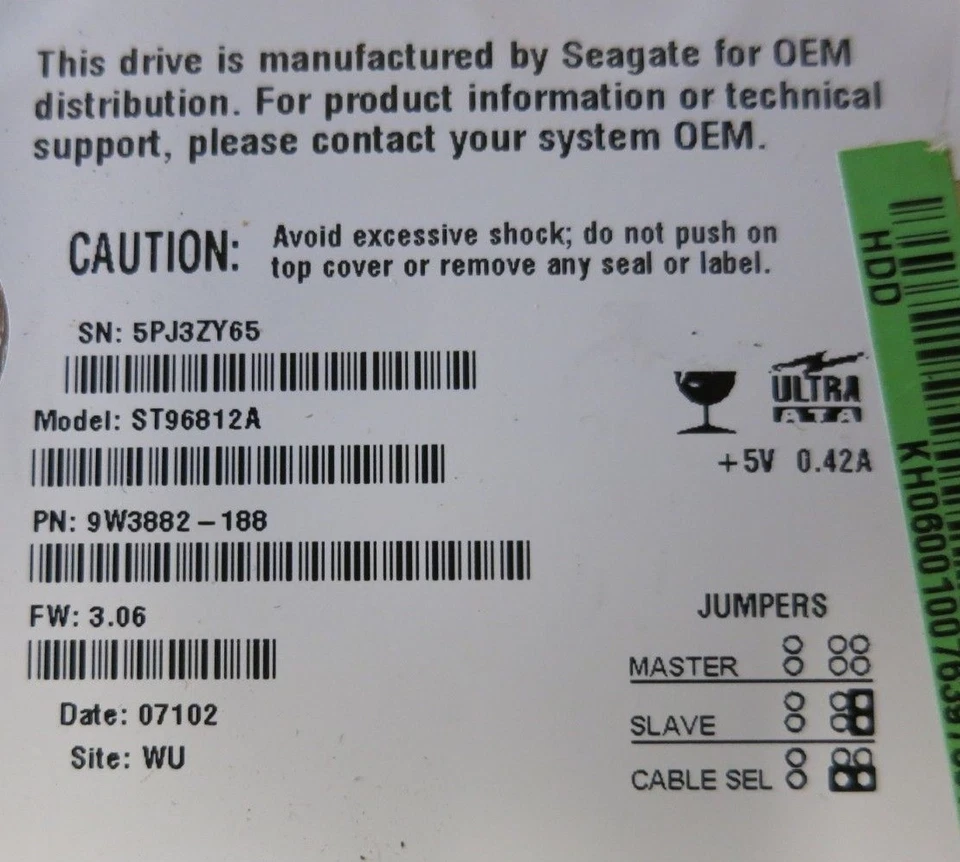 This drive is manufactured by Seagate for OEM
distribution. For product information or technical
support, please contact your system OEM.
CAUTION: Avoid excessive shock; do not push on
top cover or remove any seal or label.
SN: 5PJ3ZY65
Model: ST96812A
PN: 9W3882-188
FW: 3.06
Date: 07102
Site: WU
ULTRA
ATA
+5V 0.42A
JUMPERS
MASTER
SLAVE
CABLE SEL
HDD